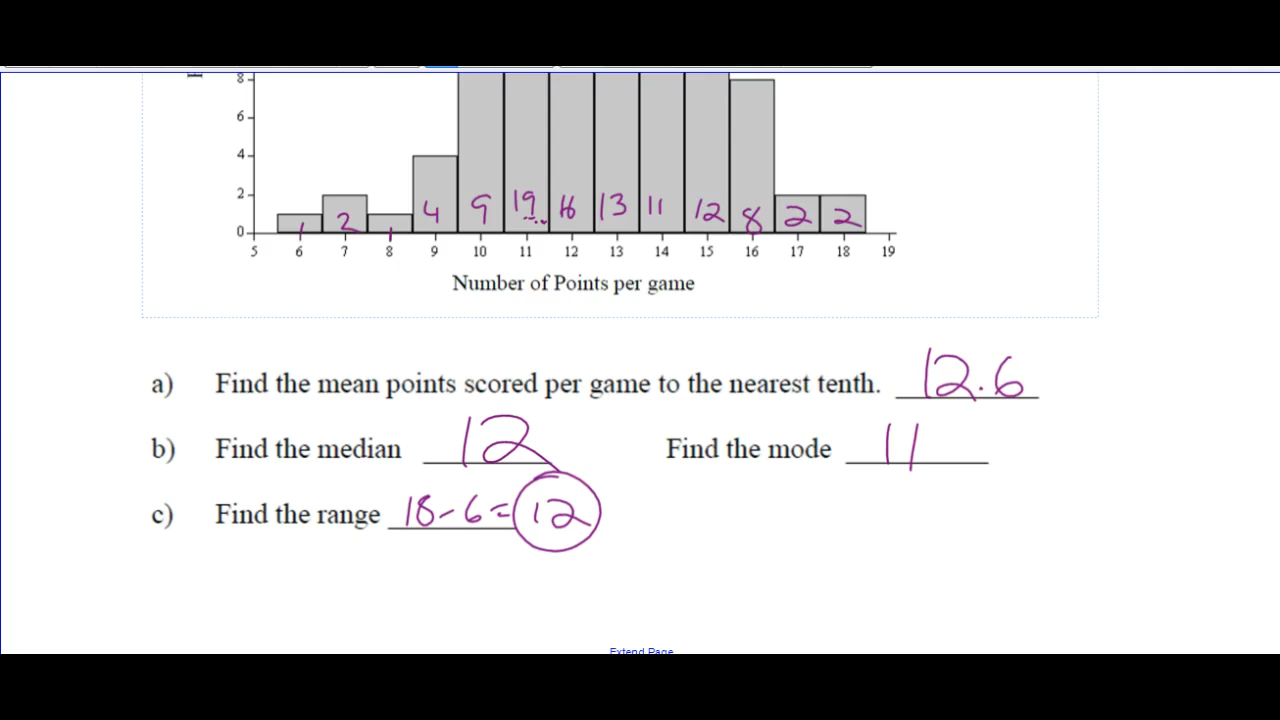 8
6
4
2
0
1 2 1 4 9 19 16 13 11 12 8 2 2
5 6 7 8 9 10 11 12 13 14 15 16 17 18 19
Number of Points per game
a) Find the mean points scored per game to the nearest tenth. 12.6
b) Find the median 12 Find the mode 11
c) Find the range 18-6=12
Extend Page